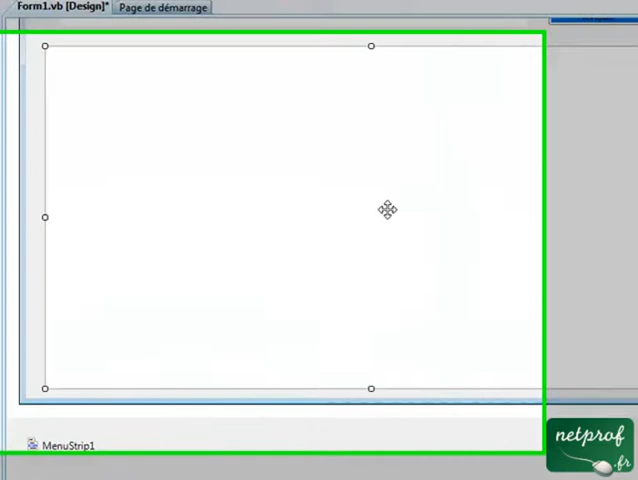 Form1.vb [Design]* Page de démarrage
MenuStrip1
netprof
.fr